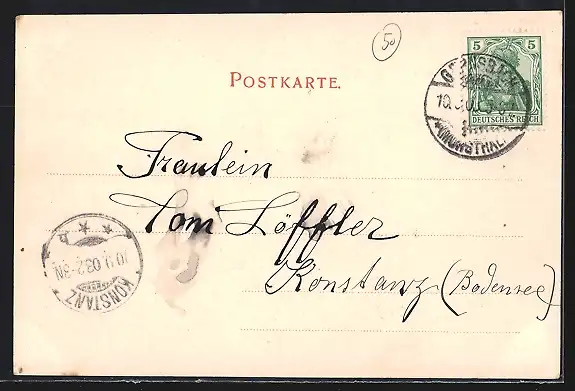 50
POSTKARTE.
5 5
DEUTSCHES REICH
Fräulein
Tom Löffler
Konstanz (Bodensee)
KONSTANZ